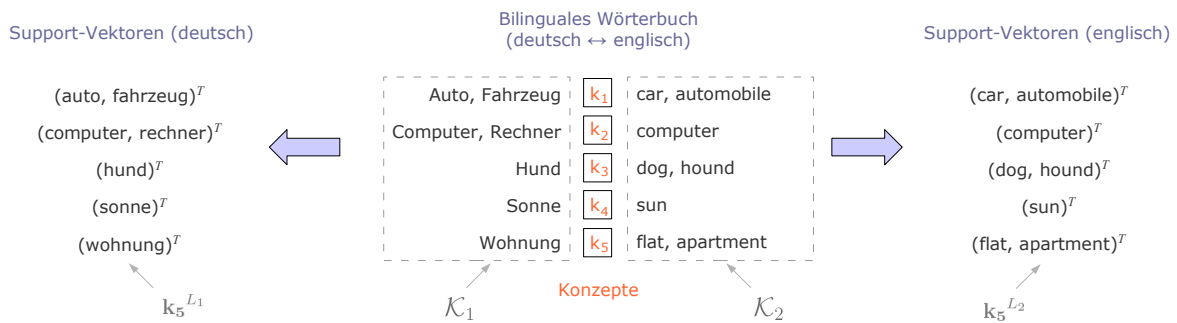 Support-Vektoren (deutsch)
(auto, fahrzeug)^T
(computer, rechner)^T
(hund)^T
(sonne)^T
(wohnung)^T
k₅^L₁
Bilinguales Wörterbuch
(deutsch ↔ englisch)
Auto, Fahrzeug k₁ car, automobile
Computer, Rechner k₂ computer
Hund k₃ dog, hound
Sonne k₄ sun
Wohnung k₅ flat, apartment
Konzepte
𝒦₁ 𝒦₂
Support-Vektoren (englisch)
(car, automobile)^T
(computer)^T
(dog, hound)^T
(sun)^T
(flat, apartment)^T
k₅^L₂